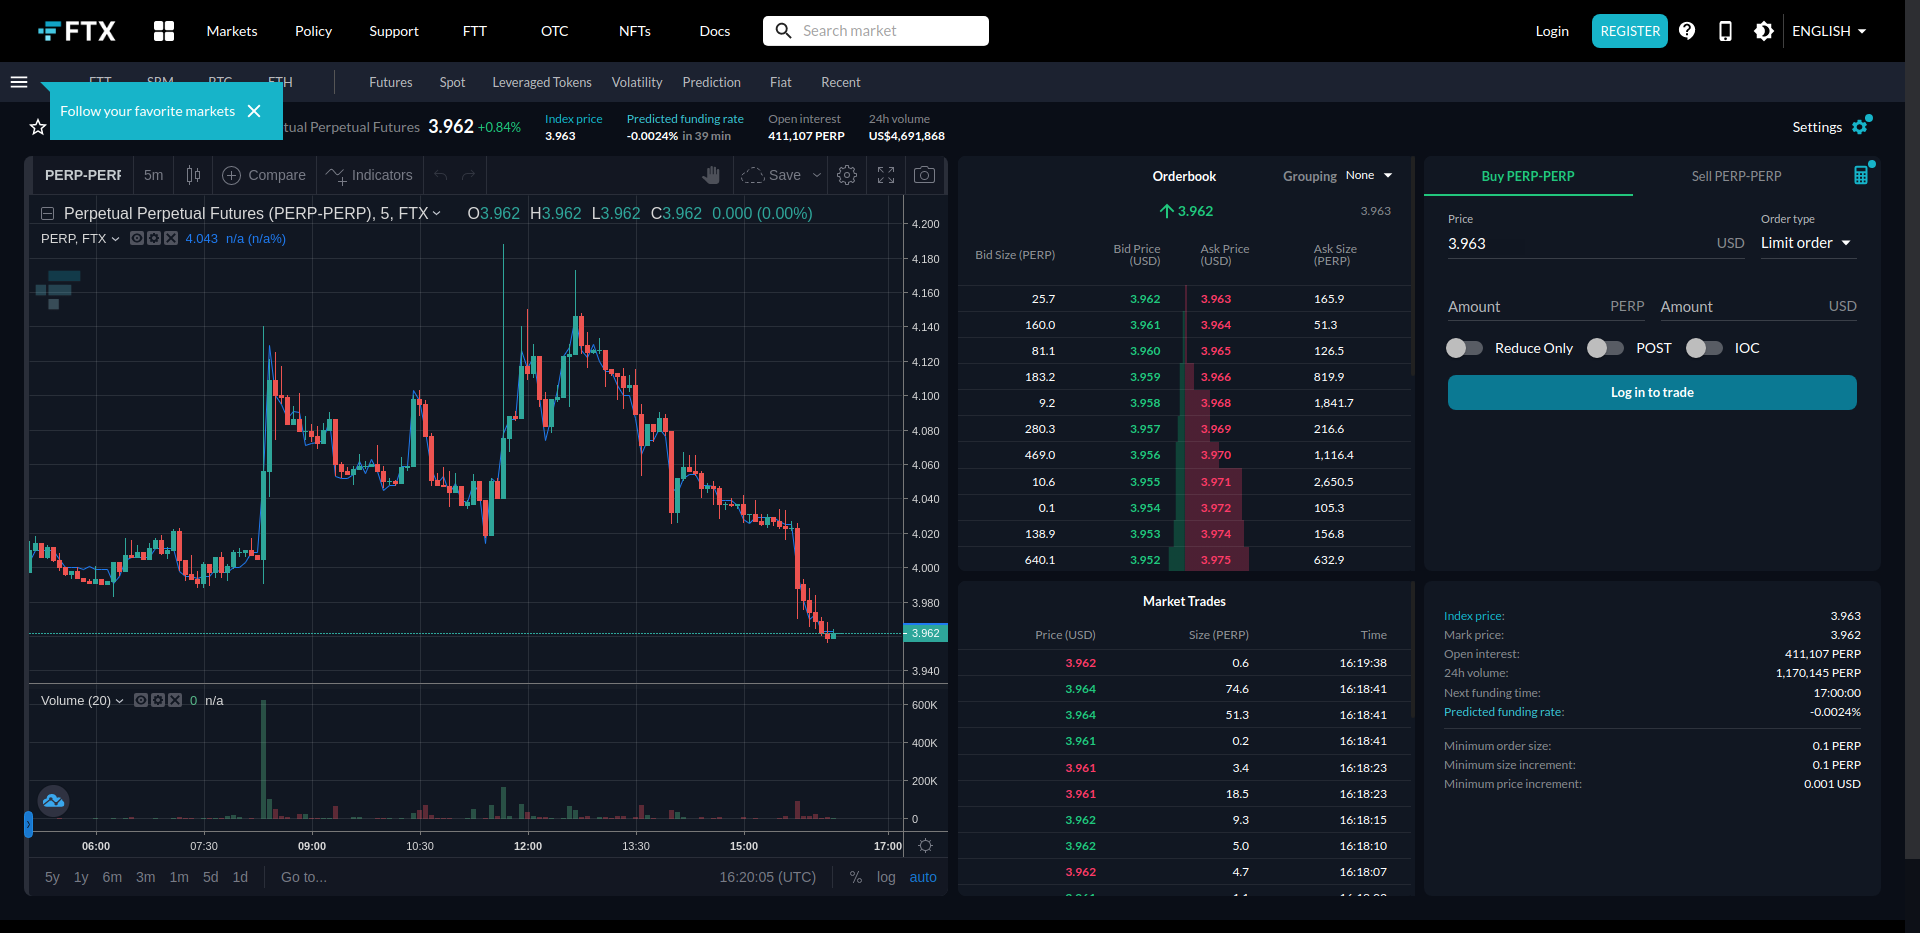 FTX
Markets
Policy
Support
FTT
OTC
NFTs
Docs
Search market
Login
REGISTER
ENGLISH
FTT
SRM
BTC
ETH
Futures
Spot
Leveraged Tokens
Volatility
Prediction
Fiat
Recent
Follow your favorite markets
Perpetual Futures
3.962 +0.84%
Index price
3.963
Predicted funding rate
-0.0024% in 39 min
Open interest
411,107 PERP
24h volume
US$4,691,868
Settings
PERP-PERP
5m
Compare
Indicators
Save
Perpetual Perpetual Futures (PERP-PERP), 5, FTX
O3.962 H3.962 L3.962 C3.962 0.000 (0.00%)
PERP, FTX
4.043 n/a (n/a%)
4.200
4.180
4.160
4.140
4.120
4.100
4.080
4.060
4.040
4.020
4.000
3.980
3.962
3.940
Volume (20)
0 n/a
600K
400K
200K
0
06:00 07:30 09:00 10:30 12:00 13:30 15:00 17:00
5y 1y 6m 3m 1m 5d 1d Go to...
16:20:05 (UTC) % log auto
Orderbook
Grouping None
3.962
3.963
Bid Size (PERP) Bid Price (USD) Ask Price (USD) Ask Size (PERP)
25.7 3.962 3.963 165.9
160.0 3.961 3.964 51.3
81.1 3.960 3.965 126.5
183.2 3.959 3.966 819.9
9.2 3.958 3.968 1,841.7
280.3 3.957 3.969 216.6
469.0 3.956 3.970 1,116.4
10.6 3.955 3.971 2,650.5
0.1 3.954 3.972 105.3
138.9 3.953 3.974 156.8
640.1 3.952 3.975 632.9
Market Trades
Price (USD) Size (PERP) Time
3.962 0.6 16:19:38
3.964 74.6 16:18:41
3.964 51.3 16:18:41
3.961 0.2 16:18:41
3.961 3.4 16:18:23
3.961 18.5 16:18:23
3.962 9.3 16:18:15
3.962 5.0 16:18:10
3.962 4.7 16:18:07
Buy PERP-PERP
Sell PERP-PERP
Price
3.963 USD
Order type
Limit order
Amount PERP
Amount USD
Reduce Only
POST
IOC
Log in to trade
Index price: 3.963
Mark price: 3.962
Open interest: 411,107 PERP
24h volume: 1,170,145 PERP
Next funding time: 17:00:00
Predicted funding rate: -0.0024%
Minimum order size: 0.1 PERP
Minimum size increment: 0.1 PERP
Minimum price increment: 0.001 USD